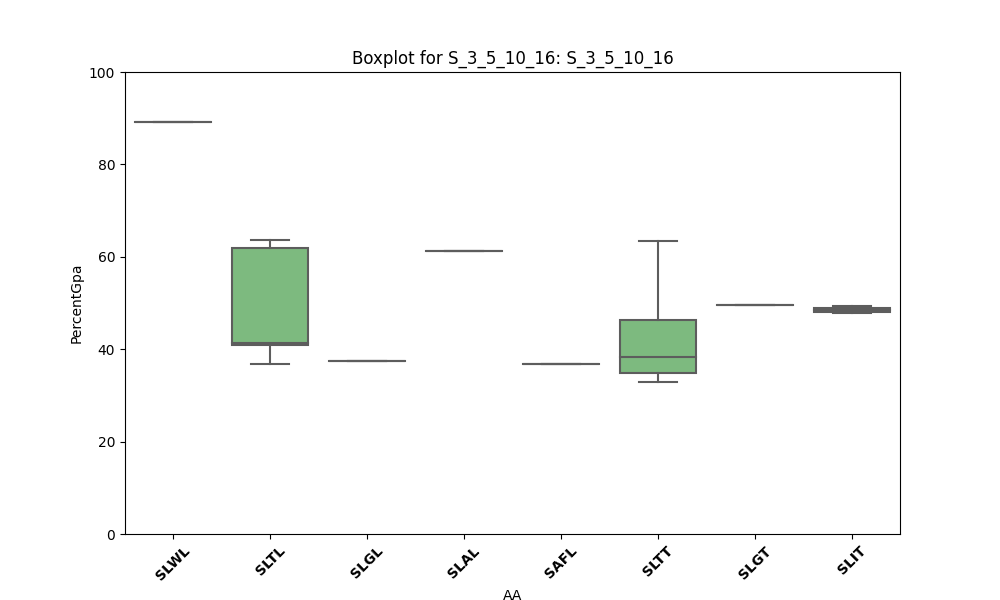 Boxplot for S_3_5_10_16: S_3_5_10_16
PercentGpa
100
80
60
40
20
0
SLWL
SLTL
SLGL
SLAL
SAFL
SLTT
SLGT
SLIT
AA